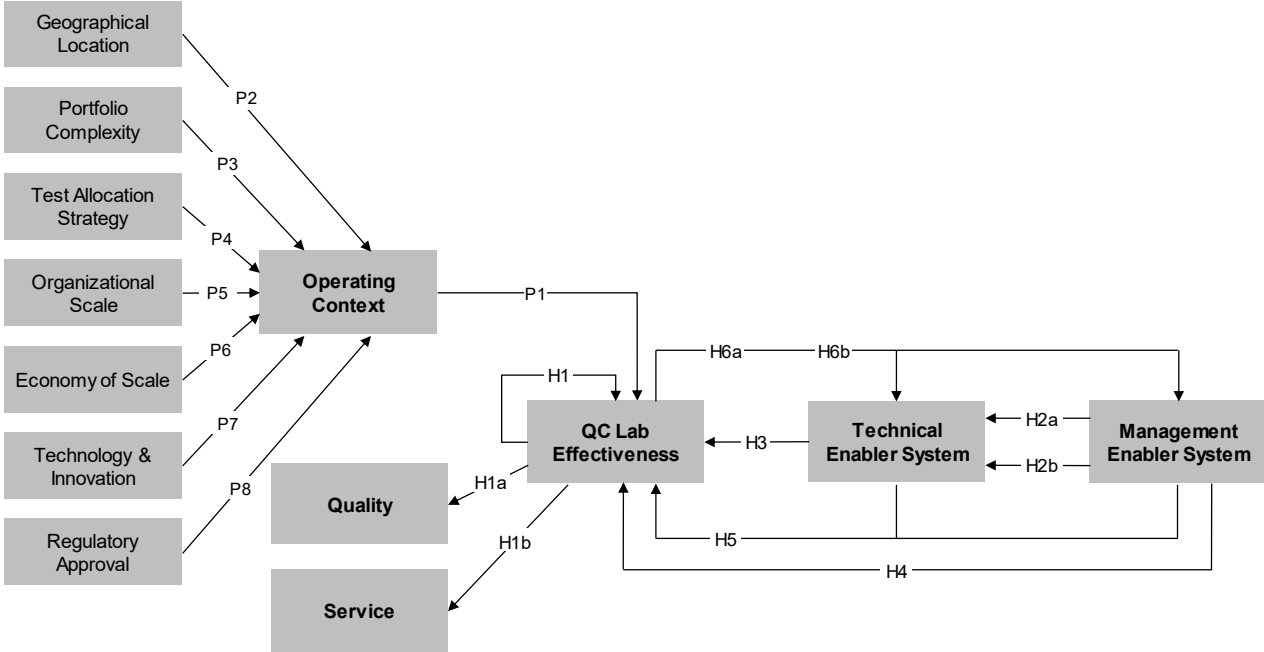 Geographical
Location
P2
Portfolio
Complexity
P3
Test Allocation
Strategy
P4
Organizational
Scale
P5
Operating
Context
P1
P6
Economy of Scale
H6a
H6b
H1
P7
Technology &
Innovation
QC Lab
Effectiveness
H3
Technical
Enabler System
H2a
H2b
Management
Enabler System
P8
H1a
Quality
Regulatory
Approval
H1b
H5
H4
Service